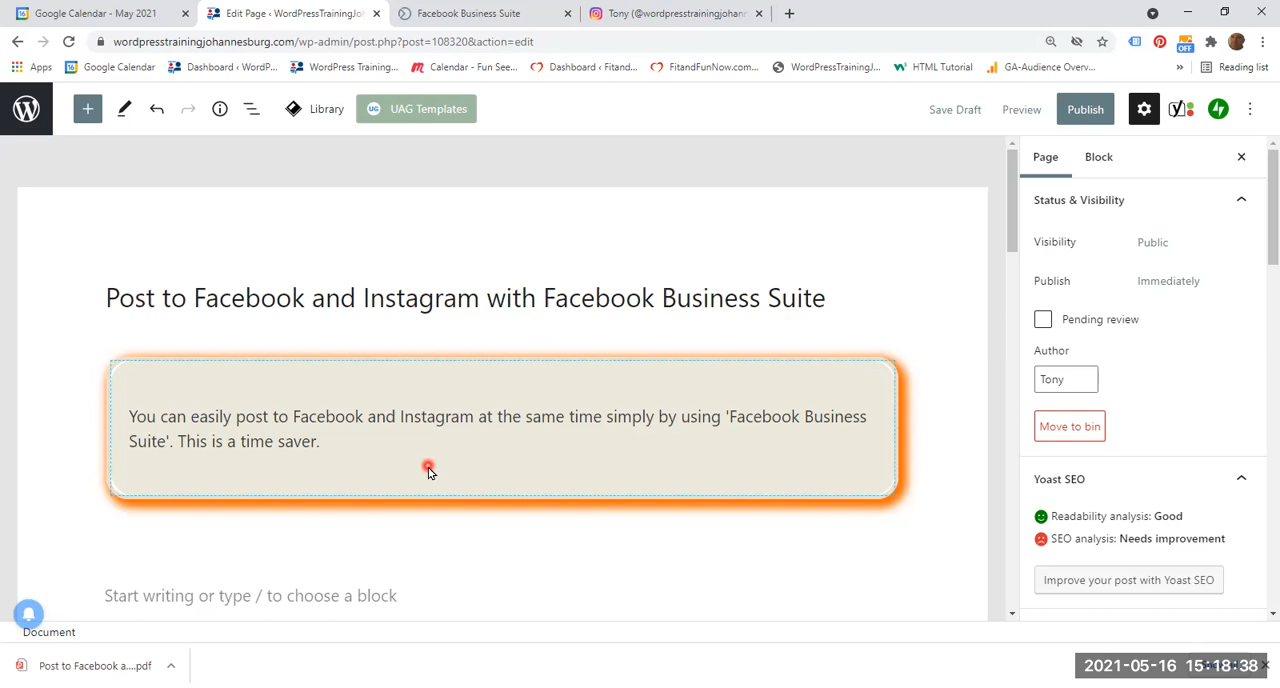 Google Calendar - May 2021
Edit Page ‹ WordPressTrainingJo
Facebook Business Suite
Tony (@wordpresstrainingjohann
wordpresstrainingjohannesburg.com/wp-admin/post.php?post=108320&action=edit
Apps
Google Calendar
Dashboard ‹ WordP...
WordPress Training...
Calendar - Fun See...
Dashboard ‹ Fitand...
FitandFunNow.com...
WordPressTrainingJ...
HTML Tutorial
GA-Audience Overv...
»
Reading list
OFF
Library
UG UAG Templates
Save Draft
Preview
Publish
Page
Block
Status & Visibility
Visibility
Public
Publish
Immediately
Pending review
Author
Tony
Move to bin
Yoast SEO
Readability analysis: Good
SEO analysis: Needs improvement
Improve your post with Yoast SEO
Post to Facebook and Instagram with Facebook Business Suite
You can easily post to Facebook and Instagram at the same time simply by using 'Facebook Business
Suite'. This is a time saver.
Start writing or type / to choose a block
Document
Post to Facebook a....pdf
2021-05-16 15:18:38